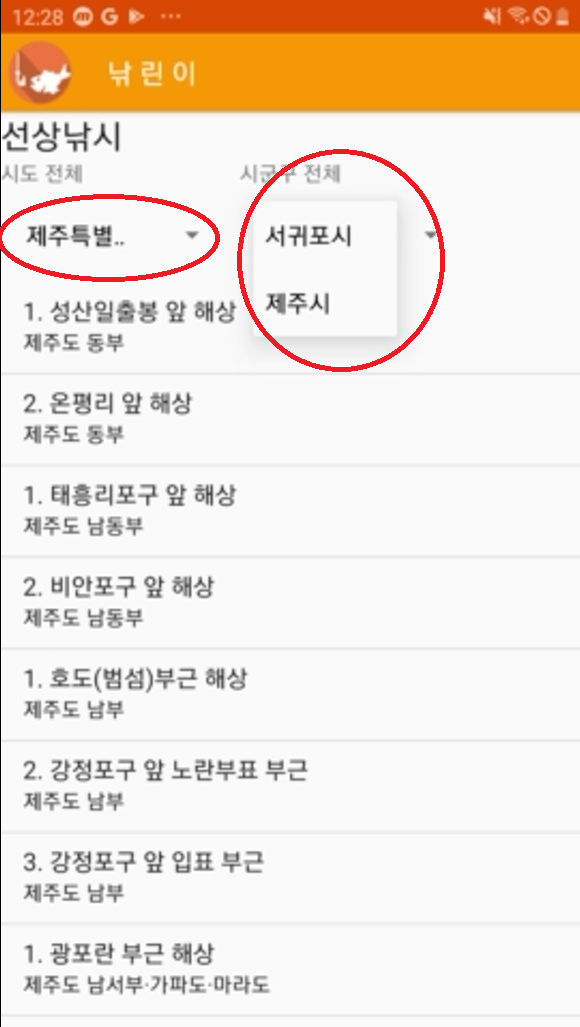 12:28
낚린이
선상낚시
시도 전체 시군구 전체
제주특별.. 서귀포시
제주시
1. 성산일출봉 앞 해상
제주도 동부
2. 온평리 앞 해상
제주도 동부
1. 태흥리포구 앞 해상
제주도 남동부
2. 비안포구 앞 해상
제주도 남동부
1. 호도(범섬)부근 해상
제주도 남부
2. 강정포구 앞 노란부표 부근
제주도 남부
3. 강정포구 앞 입표 부근
제주도 남부
1. 광포란 부근 해상
제주도 남서부·가파도·마라도